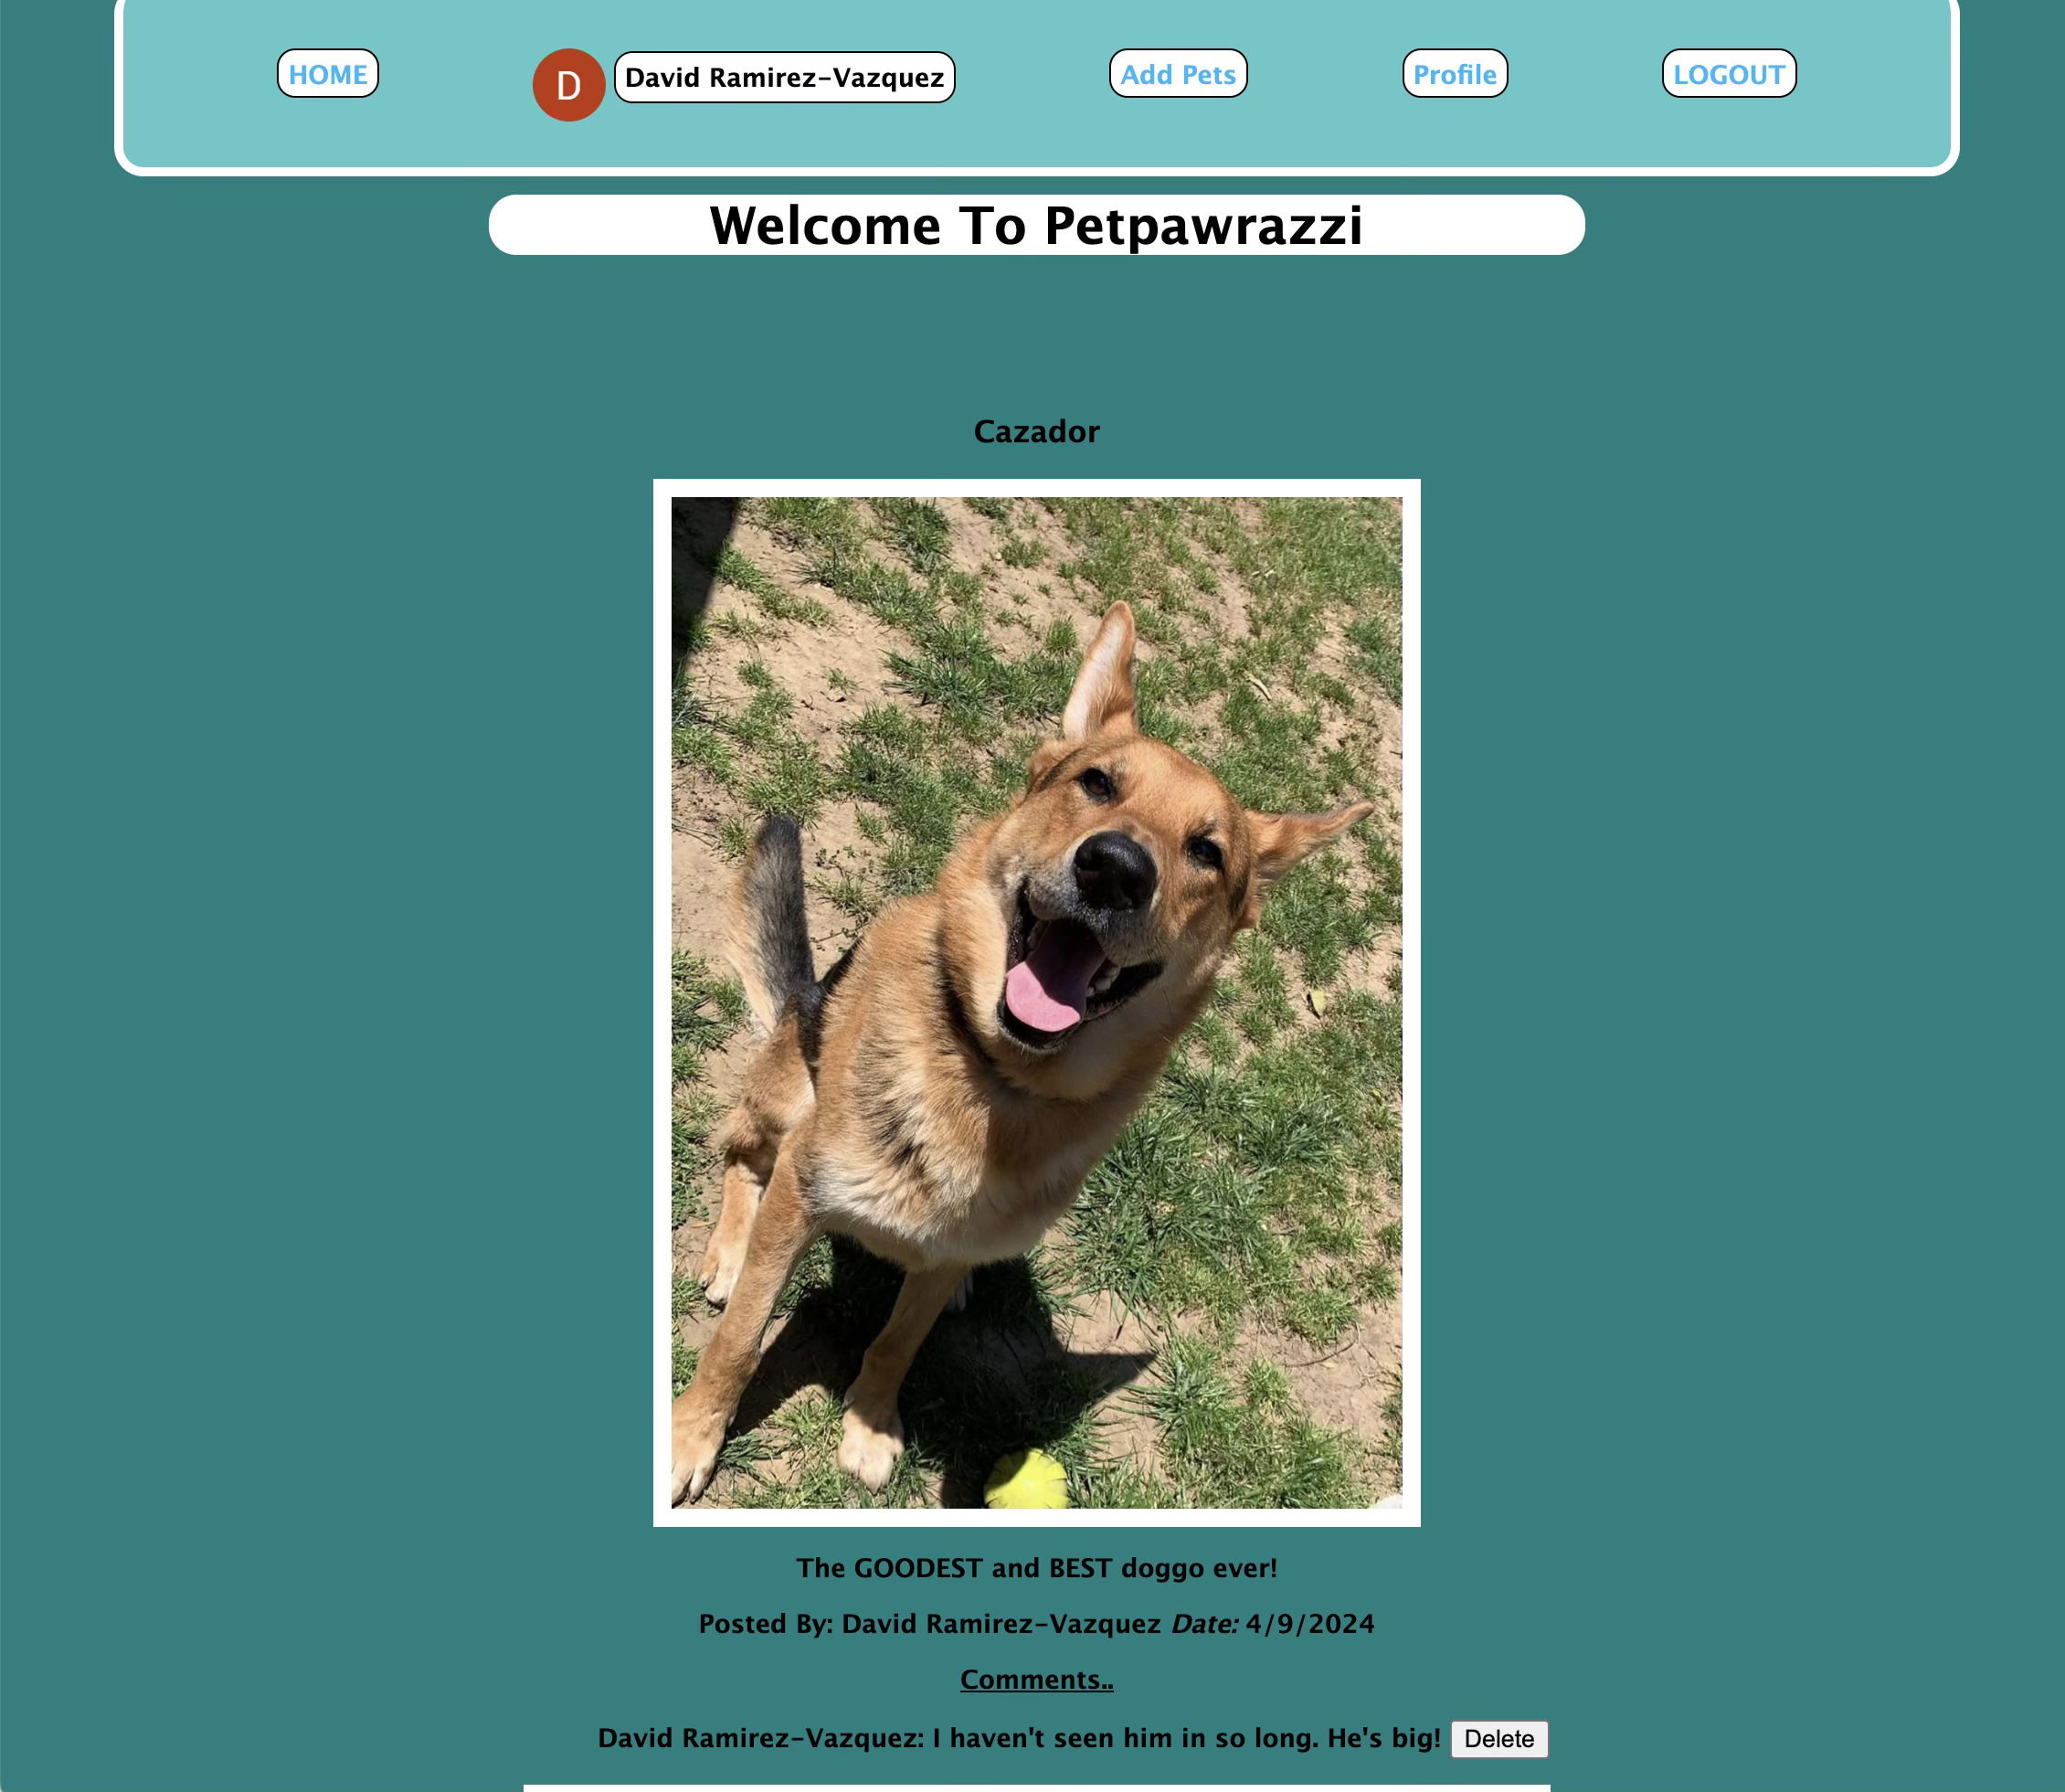 HOME
D
David Ramirez-Vazquez
Add Pets
Profile
LOGOUT
Welcome To Petpawrazzi
Cazador
The GOODEST and BEST doggo ever!
Posted By: David Ramirez-Vazquez Date: 4/9/2024
Comments..
David Ramirez-Vazquez: I haven't seen him in so long. He's big! Delete